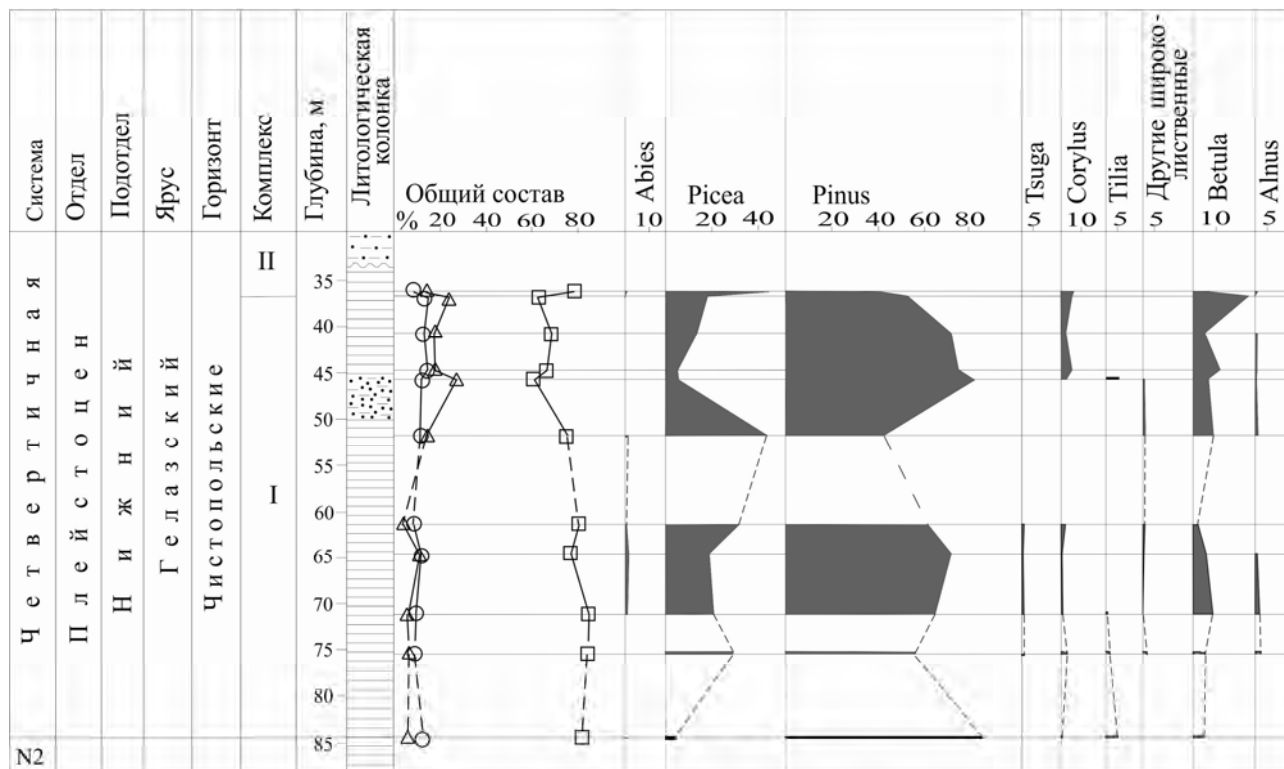 Система
Отдел
Подотдел
Ярус
Горизонт
Комплекс
Глубина, м
Литологическая
колонка
Общий состав
% 20 40 60 80
Abies
10
Picea
20 40
Pinus
20 40 60 80
Tsuga
5
Corylus
10
Tilia
5
Другие широко-
лиственные
5
Betula
10
Alnus
5
Четвертичная
Плейстоцен
Нижний
Гелазский
Чистопольские
II
I
35
40
45
50
55
60
65
70
75
80
85
N2